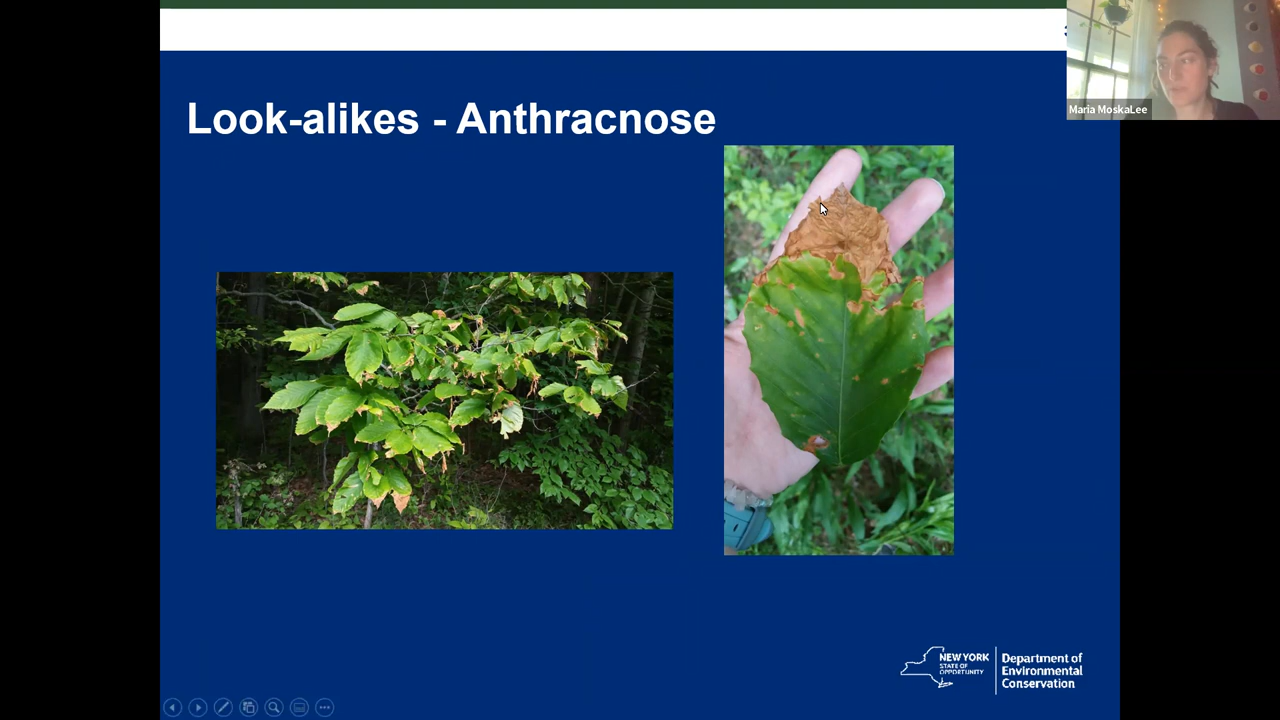 Maria MoskaLee
Look-alikes - Anthracnose
NEW YORK
STATE OF
OPPORTUNITY
Department of
Environmental
Conservation